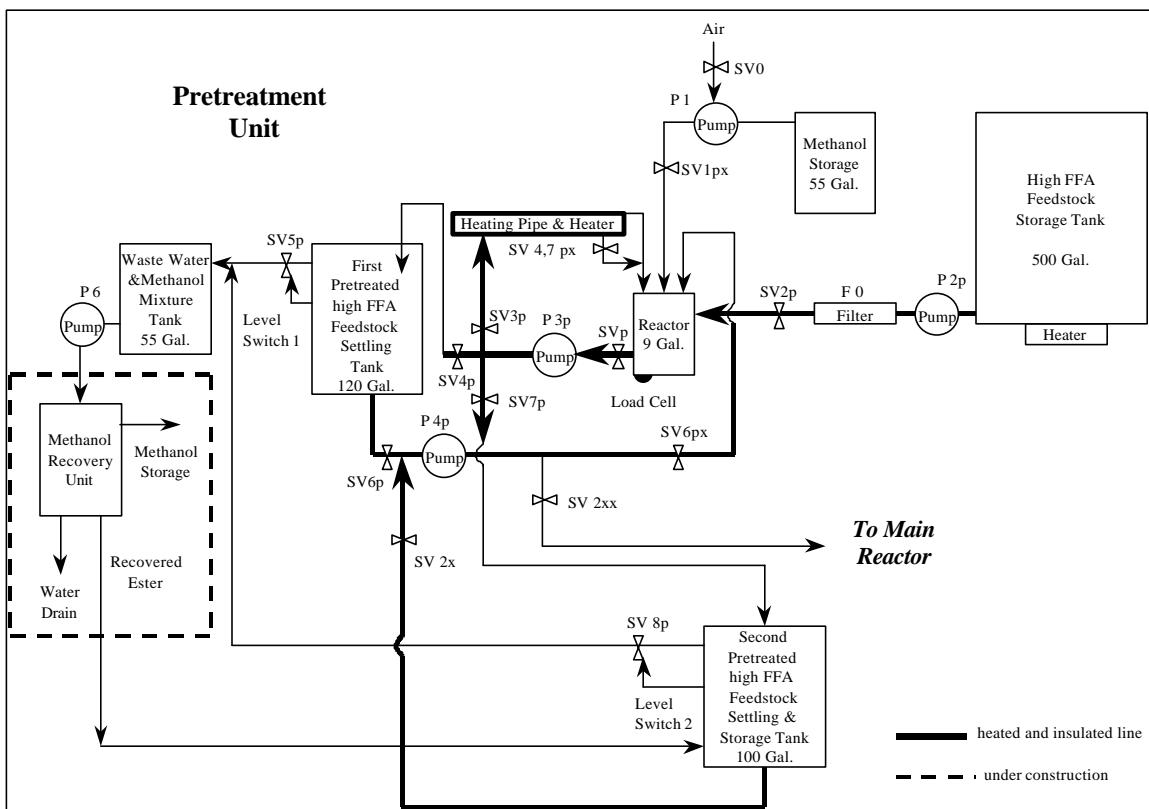 Air
SV0
Pretreatment
Unit
P 1
Pump
Methanol
Storage
55 Gal.
High FFA
Feedstock
Storage Tank
500 Gal.
Heater
SV1px
Heating Pipe & Heater
SV 4,7 px
SV5p
Waste Water
&Methanol
Mixture
Tank
55 Gal.
P 6
Pump
Level
Switch 1
First
Pretreated
high FFA
Feedstock
Settling
Tank
120 Gal.
SV3p
P 3p
Pump
SVp
Reactor
9 Gal.
SV2p
F 0
Filter
P 2p
Pump
SV4p
SV7p
Load Cell
P 4p
Pump
SV6px
SV6p
Methanol
Recovery
Unit
Methanol
Storage
SV 2xx
To Main
Reactor
SV 2x
Recovered
Ester
Water
Drain
SV 8p
Level
Switch 2
Second
Pretreated
high FFA
Feedstock
Settling &
Storage Tank
100 Gal.
heated and insulated line
under construction